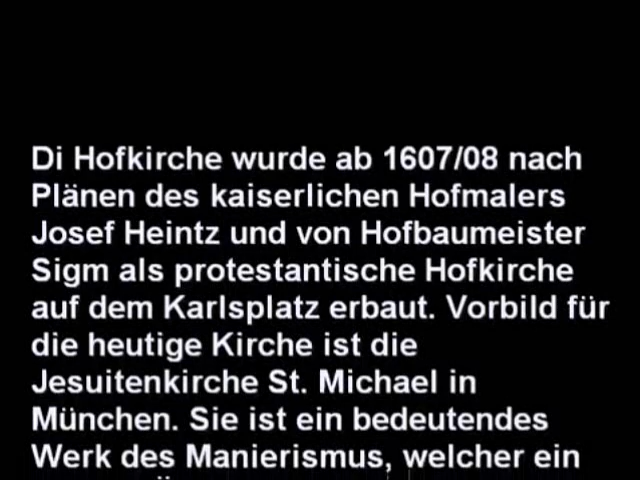 Di Hofkirche wurde ab 1607/08 nach
Plänen des kaiserlichen Hofmalers
Josef Heintz und von Hofbaumeister
Sigm als protestantische Hofkirche
auf dem Karlsplatz erbaut. Vorbild für
die heutige Kirche ist die
Jesuitenkirche St. Michael in
München. Sie ist ein bedeutendes
Werk des Manierismus, welcher ein